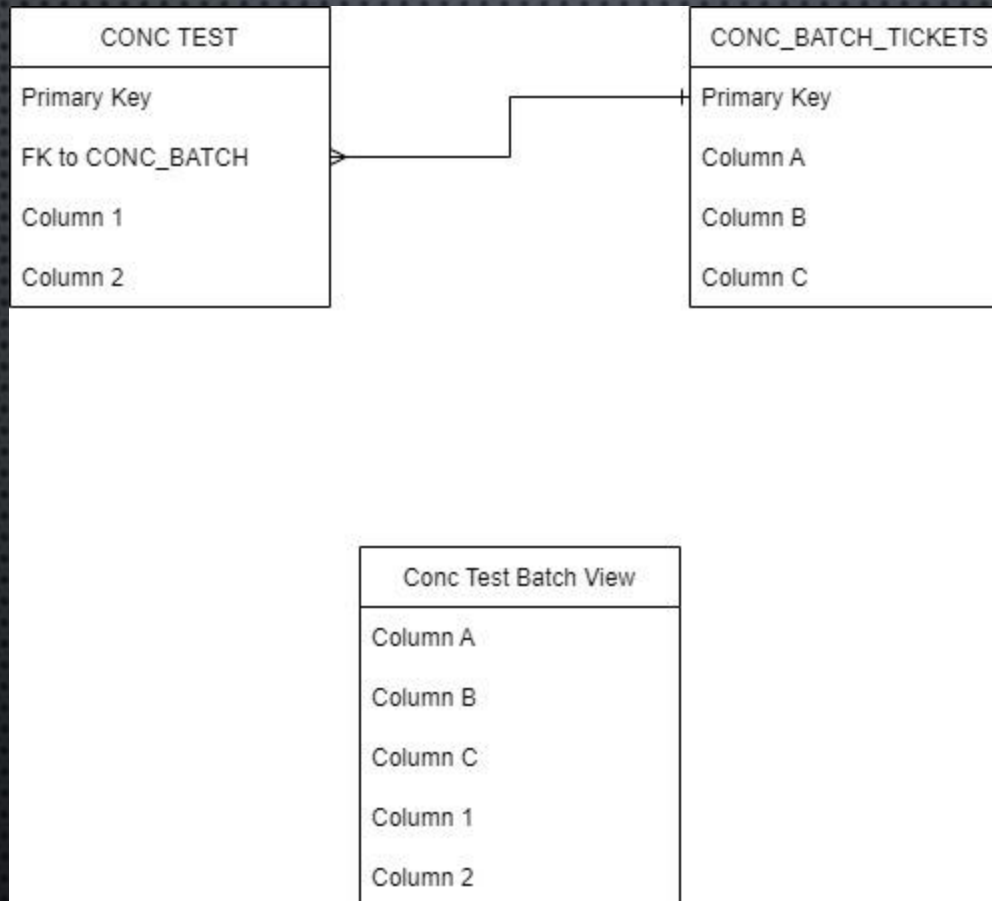 CONC TEST
Primary Key
FK to CONC_BATCH
Column 1
Column 2
CONC_BATCH_TICKETS
Primary Key
Column A
Column B
Column C
Conc Test Batch View
Column A
Column B
Column C
Column 1
Column 2